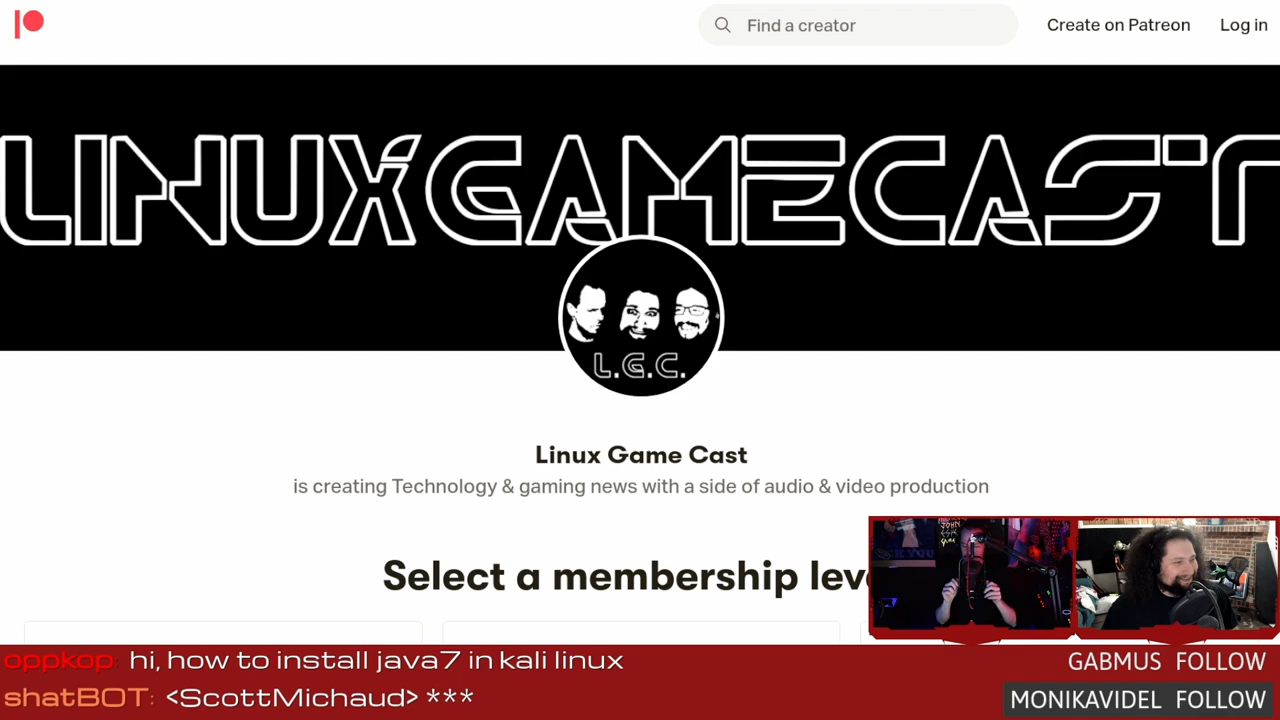 Find a creator
Create on Patreon
Log in
LINUXGAMECAST
L.G.C.
Linux Game Cast
is creating Technology & gaming news with a side of audio & video production
Select a membership leve
oppkop: hi, how to install java7 in kali linux
shatBOT: <ScottMichaud> ***
GABMUS FOLLOW
MONIKAVIDEL FOLLOW